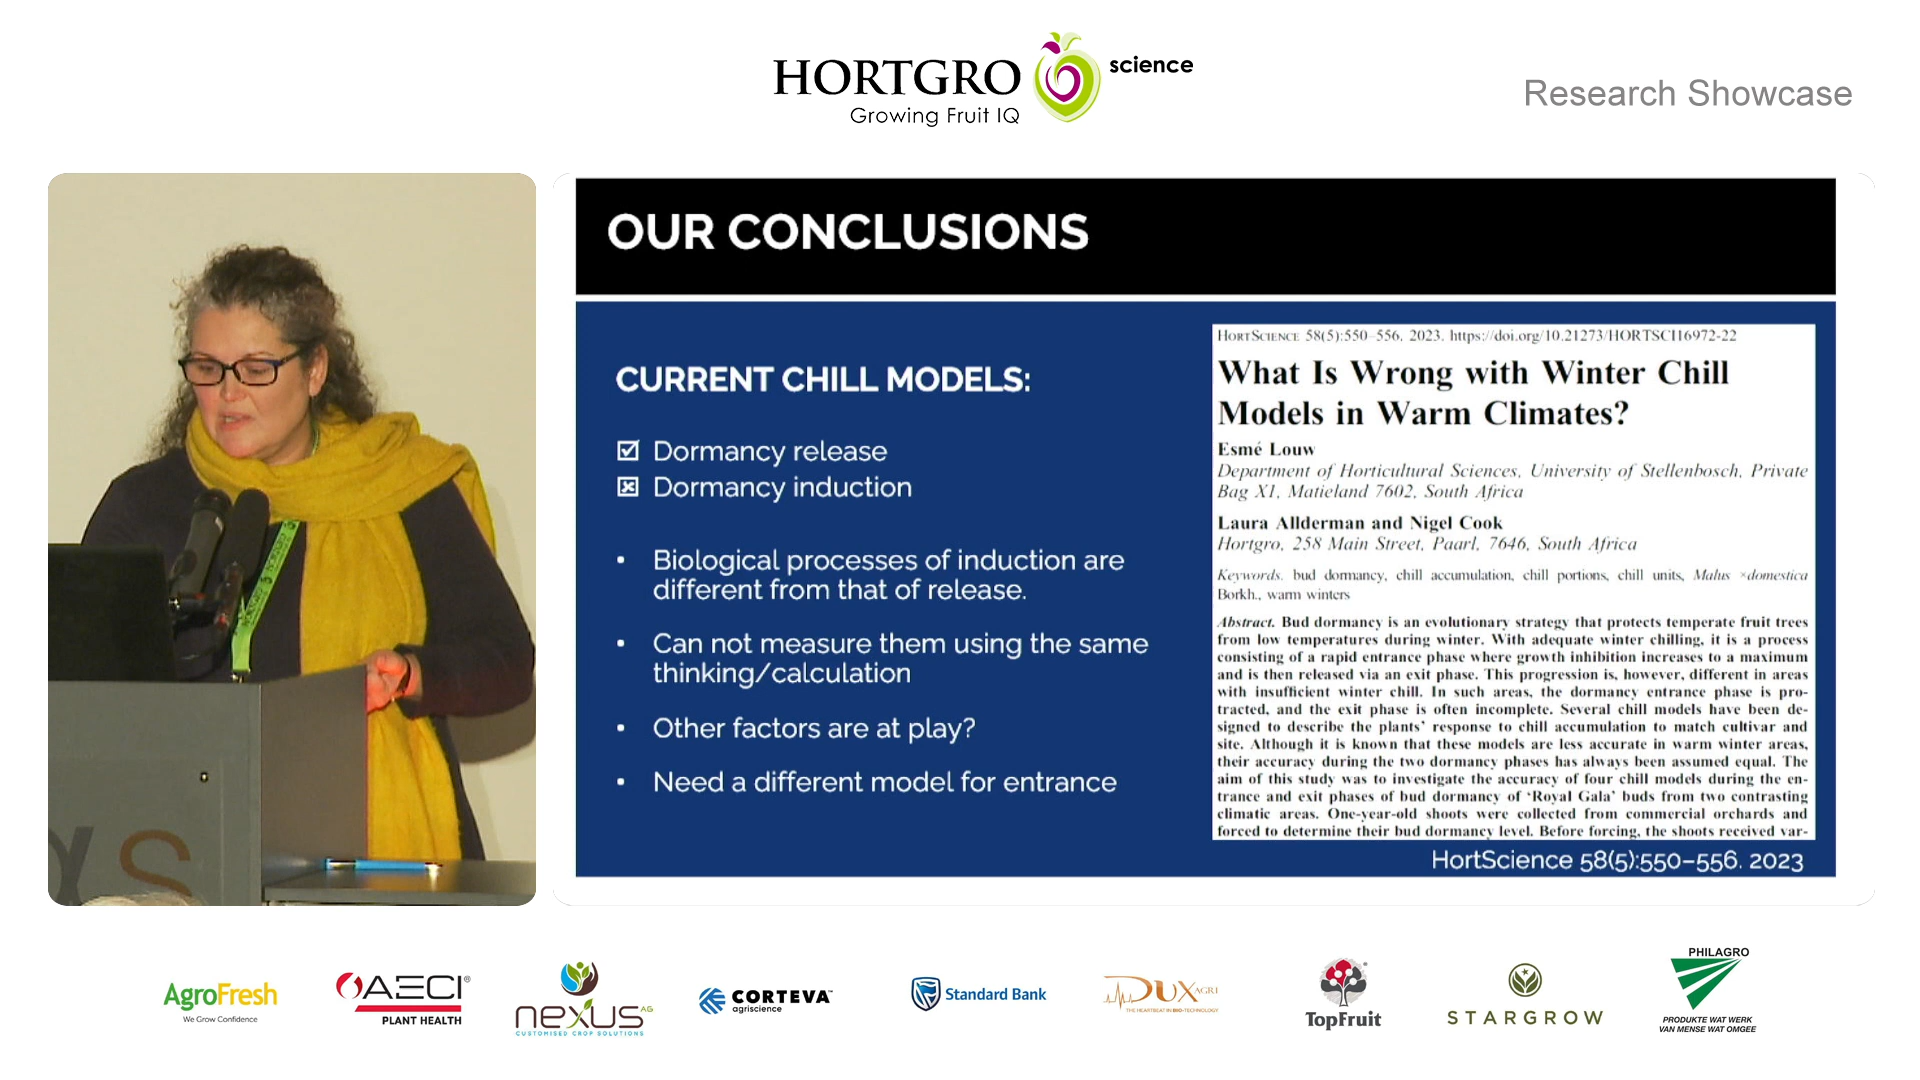 HORTGRO science
Growing Fruit IQ
Research Showcase
OUR CONCLUSIONS
CURRENT CHILL MODELS:
Dormancy release
Dormancy induction
• Biological processes of induction are
different from that of release.
• Can not measure them using the same
thinking/calculation
• Other factors are at play?
• Need a different model for entrance
HORTSCIENCE 58(5):550–556. 2023. https://doi.org/10.21273/HORTSCI16972-22
What Is Wrong with Winter Chill
Models in Warm Climates?
Esmé Louw
Department of Horticultural Sciences, University of Stellenbosch, Private
Bag X1, Matieland 7602, South Africa
Laura Allderman and Nigel Cook
Hortgro, 258 Main Street, Paarl, 7646, South Africa
Keywords. bud dormancy, chill accumulation, chill portions, chill units, Malus ×domestica
Borkh., warm winters
Abstract. Bud dormancy is an evolutionary strategy that protects temperate fruit trees
from low temperatures during winter. With adequate winter chilling, it is a process
consisting of a rapid entrance phase where growth inhibition increases to a maximum
and is then released via an exit phase. This progression is, however, different in areas
with insufficient winter chill. In such areas, the dormancy entrance phase is pro-
tracted, and the exit phase is often incomplete. Several chill models have been de-
signed to describe the plants' response to chill accumulation to match cultivar and
site. Although it is known that these models are less accurate in warm winter areas,
their accuracy during the two dormancy phases has always been assumed equal. The
aim of this study was to investigate the accuracy of four chill models during the en-
trance and exit phases of bud dormancy of 'Royal Gala' buds from two contrasting
climatic areas. One-year-old shoots were collected from commercial orchards and
forced to determine their bud dormancy level. Before forcing, the shoots received var-
HortScience 58(5):550–556. 2023
AgroFresh
We Grow Confidence
AECI®
PLANT HEALTH
nexus AG
CUSTOMISED CROP SOLUTIONS
CORTEVA™
agriscience
Standard Bank
DUX AGRI
THE HEARTBEAT IN BIO-TECHNOLOGY
TopFruit
STARGROW
PHILAGRO
PRODUKTE WAT WERK
VAN MENSE WAT OMGEE